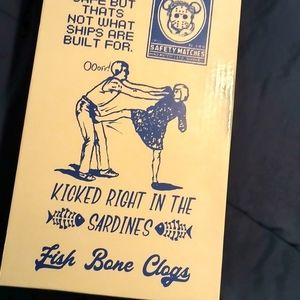 SAFE BUT
THATS
NOT WHAT
SHIPS ARE
BUILT FOR.
SAFETY MATCHES
OOorf!
KICKED RIGHT IN THE
SARDINES
Fish Bone Clogs